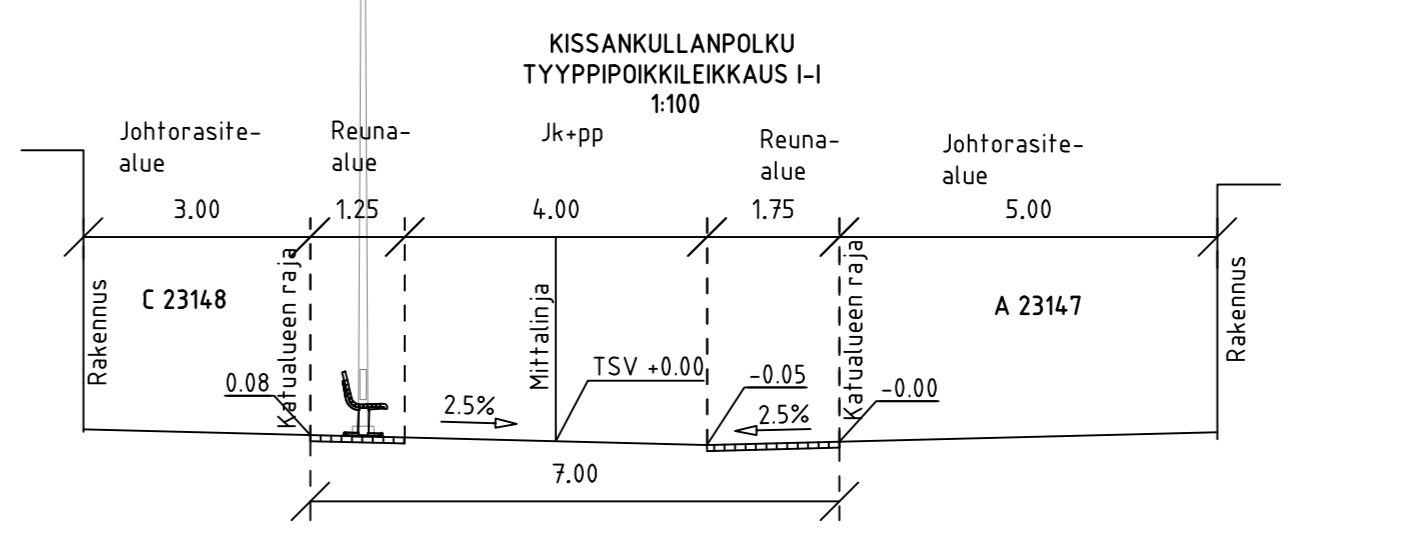 KISSANKULLANPOLKU
TYYPPIPOIKKILEIKKAUS I-I
1:100
Johtorasite-
alue
Reuna-
alue
Jk+pp
Reuna-
alue
Johtorasite-
alue
3.00
1.25
4.00
1.75
5.00
Rakennus
C 23148
Katualueen raja
Mittalinja
Katualueen raja
A 23147
Rakennus
0.08
2.5%
TSV +0.00
-0.05
2.5%
-0.00
7.00